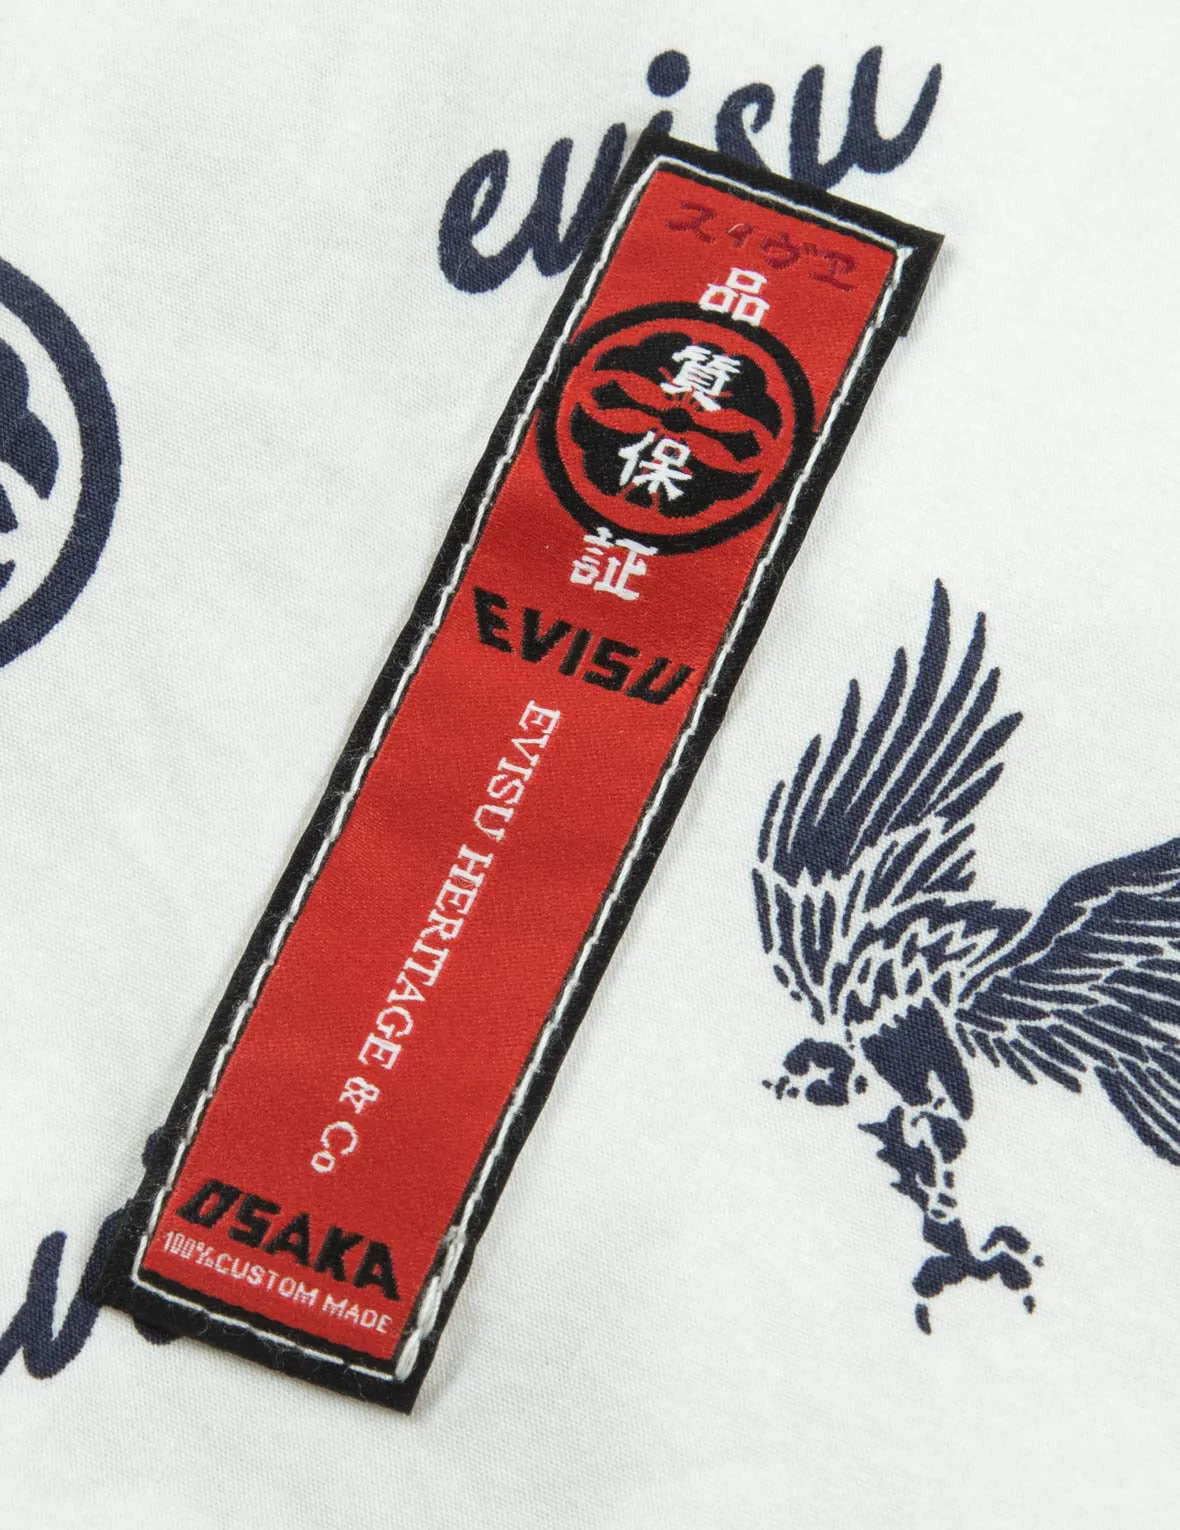 evisu
スィヴエ
品
質
保
証
EVISU
EVISU HERITAGE & Co
OSAKA
100%CUSTOM MADE